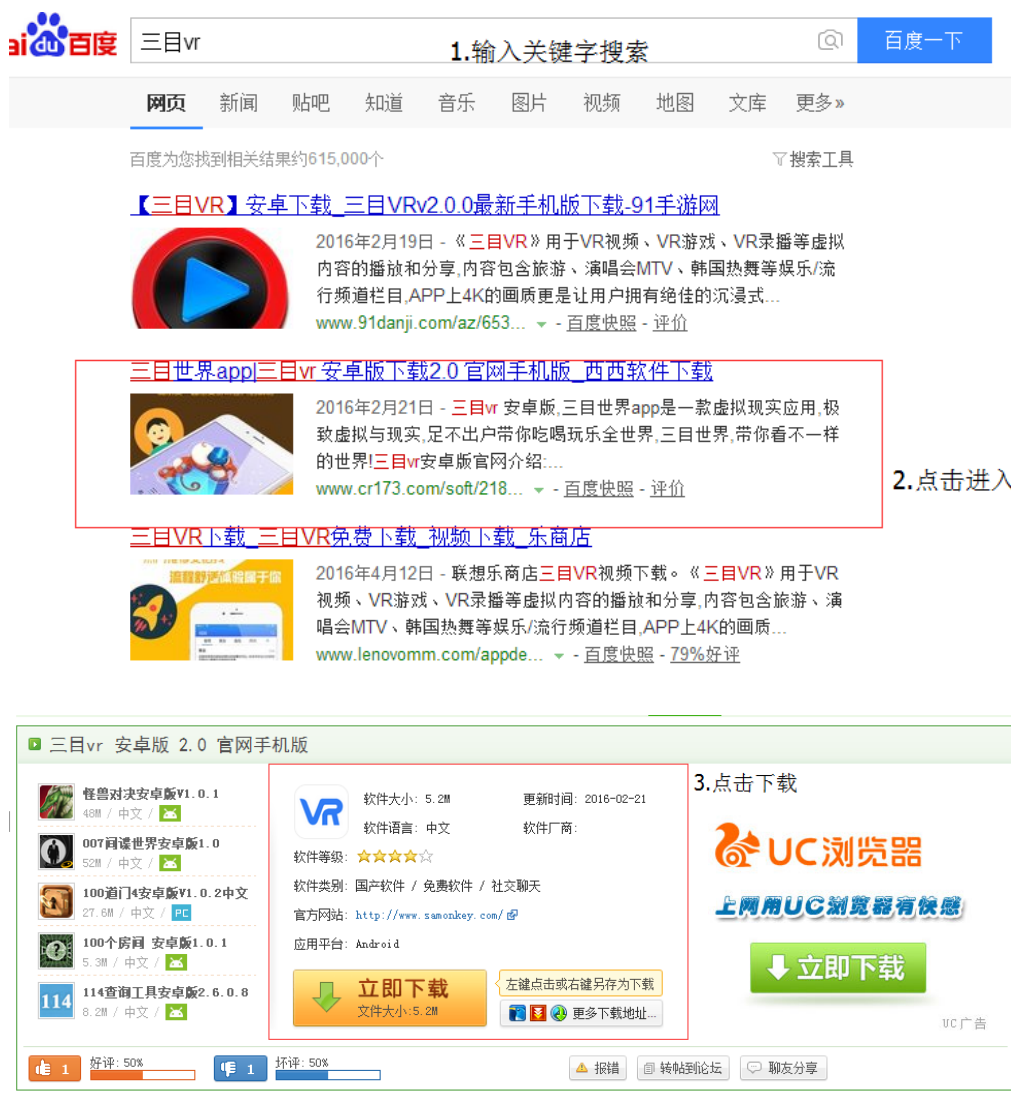 ai du 百度
三目vr
1.输入关键字搜索
百度一下
网页 新闻 贴吧 知道 音乐 图片 视频 地图 文库 更多»
百度为您找到相关结果约615,000个
搜索工具
【三目VR】安卓下载_三目VRv2.0.0最新手机版下载-91手游网
2016年2月19日 - 《三目VR》用于VR视频、VR游戏、VR录播等虚拟
内容的播放和分享,内容包含旅游、演唱会MTV、韩国热舞等娱乐/流
行频道栏目,APP上4K的画质更是让用户拥有绝佳的沉浸式...
www.91danji.com/az/653... - 百度快照 - 评价
三目世界app|三目vr 安卓版下载2.0 官网手机版_西西软件下载
2016年2月21日 - 三目vr 安卓版,三目世界app是一款虚拟现实应用,极
致虚拟与现实,足不出户带你吃喝玩乐全世界,三目世界,带你看不一样
的世界!三目vr安卓版官网介绍:...
www.cr173.com/soft/218... - 百度快照 - 评价
2.点击进入
三目VR下载_三目VR免费下载_视频下载_乐商店
流程舒适体验属于你
2016年4月12日 - 联想乐商店三目VR视频下载。《三目VR》用于VR
视频、VR游戏、VR录播等虚拟内容的播放和分享,内容包含旅游、演
唱会MTV、韩国热舞等娱乐/流行频道栏目,APP上4K的画质...
www.lenovomm.com/appde... - 百度快照 - 79%好评
三目vr 安卓版 2.0 官网手机版
怪兽对决安卓版V1.0.1
48M / 中文 /
007间谍世界安卓版1.0
52M / 中文 /
100道门4安卓版V1.0.2中文
27.6M / 中文 / PC
100个房间 安卓版1.0.1
5.3M / 中文 /
114
114查询工具安卓版2.6.0.8
8.2M / 中文 /
VR
软件大小: 5.2M 更新时间: 2016-02-21
软件语言: 中文 软件厂商:
软件等级:
软件类别: 国产软件 / 免费软件 / 社交聊天
官方网站: http://www.samonkey.com/
应用平台: Android
立即下载
文件大小:5.2M
左键点击或右键另存为下载
更多下载地址...
3.点击下载
UC浏览器
上网用UC浏览器有快感
立即下载
UC广告
1 好评: 50% 1 坏评: 50% 报错 转帖到论坛 聊友分享